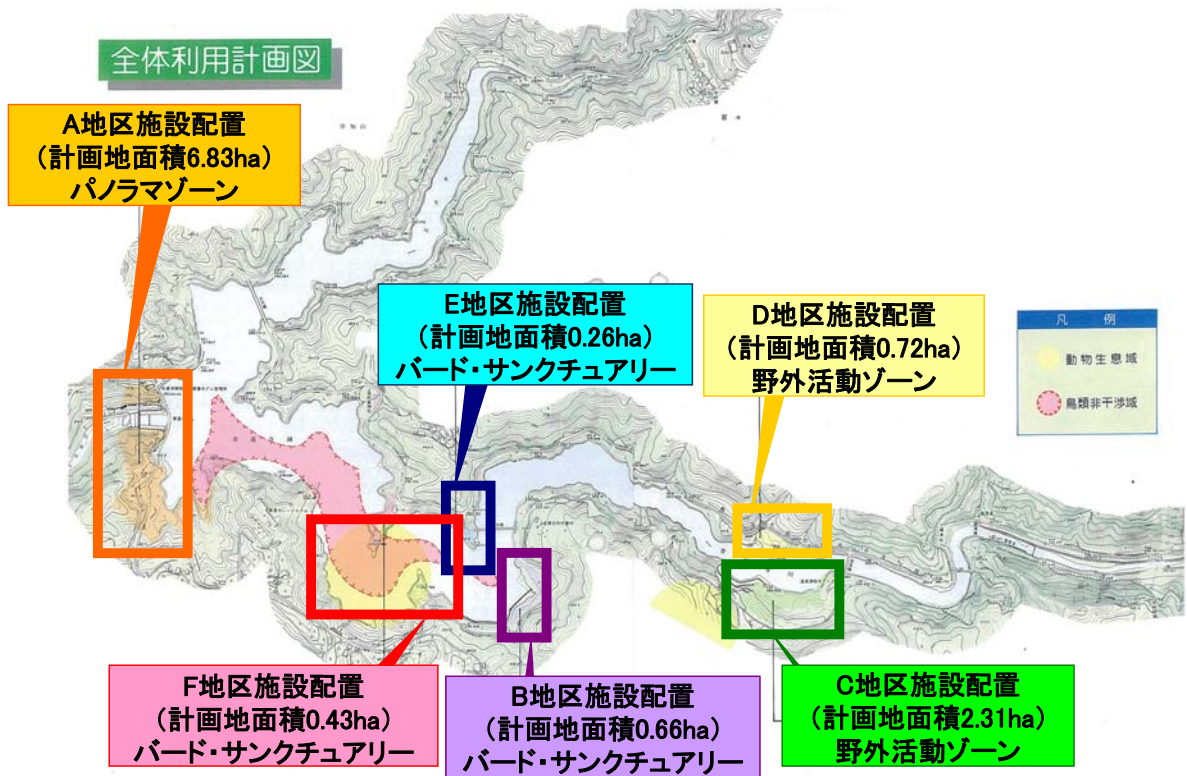 全体利用計画図
A地区施設配置
(計画地面積6.83ha)
パノラマゾーン
E地区施設配置
(計画地面積0.26ha)
バード・サンクチュアリー
D地区施設配置
(計画地面積0.72ha)
野外活動ゾーン
凡 例
動物生息域
鳥類非干渉域
F地区施設配置
(計画地面積0.43ha)
バード・サンクチュアリー
B地区施設配置
(計画地面積0.66ha)
バード・サンクチュアリー
C地区施設配置
(計画地面積2.31ha)
野外活動ゾーン